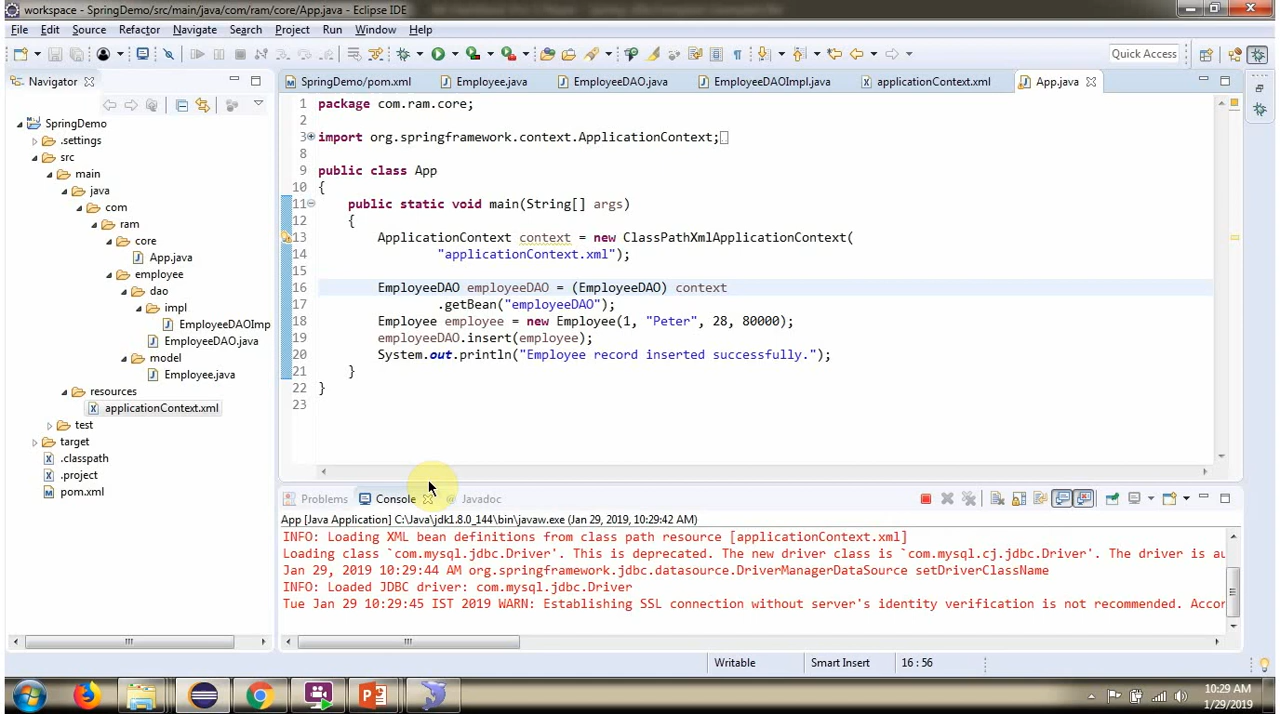 workspace - SpringDemo/src/main/java/com/ram/core/App.java - Eclipse IDE
File Edit Source Refactor Navigate Search Project Run Window Help
Quick Access
Navigator
SpringDemo/pom.xml Employee.java EmployeeDAO.java EmployeeDAOImpl.java applicationContext.xml App.java
SpringDemo
.settings
src
main
java
com
ram
core
App.java
employee
dao
impl
EmployeeDAOImp
EmployeeDAO.java
model
Employee.java
resources
applicationContext.xml
test
target
.classpath
.project
pom.xml
1 package com.ram.core;
2
3 import org.springframework.context.ApplicationContext;
8
9 public class App
10 {
11 public static void main(String[] args)
12 {
13 ApplicationContext context = new ClassPathXmlApplicationContext(
14 "applicationContext.xml");
15
16 EmployeeDAO employeeDAO = (EmployeeDAO) context
17 .getBean("employeeDAO");
18 Employee employee = new Employee(1, "Peter", 28, 80000);
19 employeeDAO.insert(employee);
20 System.out.println("Employee record inserted successfully.");
21 }
22 }
23
Problems Console Javadoc
App [Java Application] C:\Java\jdk1.8.0_144\bin\javaw.exe (Jan 29, 2019, 10:29:42 AM)
INFO: Loading XML bean definitions from class path resource [applicationContext.xml]
Loading class `com.mysql.jdbc.Driver'. This is deprecated. The new driver class is `com.mysql.cj.jdbc.Driver'. The driver is au
Jan 29, 2019 10:29:44 AM org.springframework.jdbc.datasource.DriverManagerDataSource setDriverClassName
INFO: Loaded JDBC driver: com.mysql.jdbc.Driver
Tue Jan 29 10:29:45 IST 2019 WARN: Establishing SSL connection without server's identity verification is not recommended. Accor
Writable Smart Insert 16 : 56
10:29 AM
1/29/2019